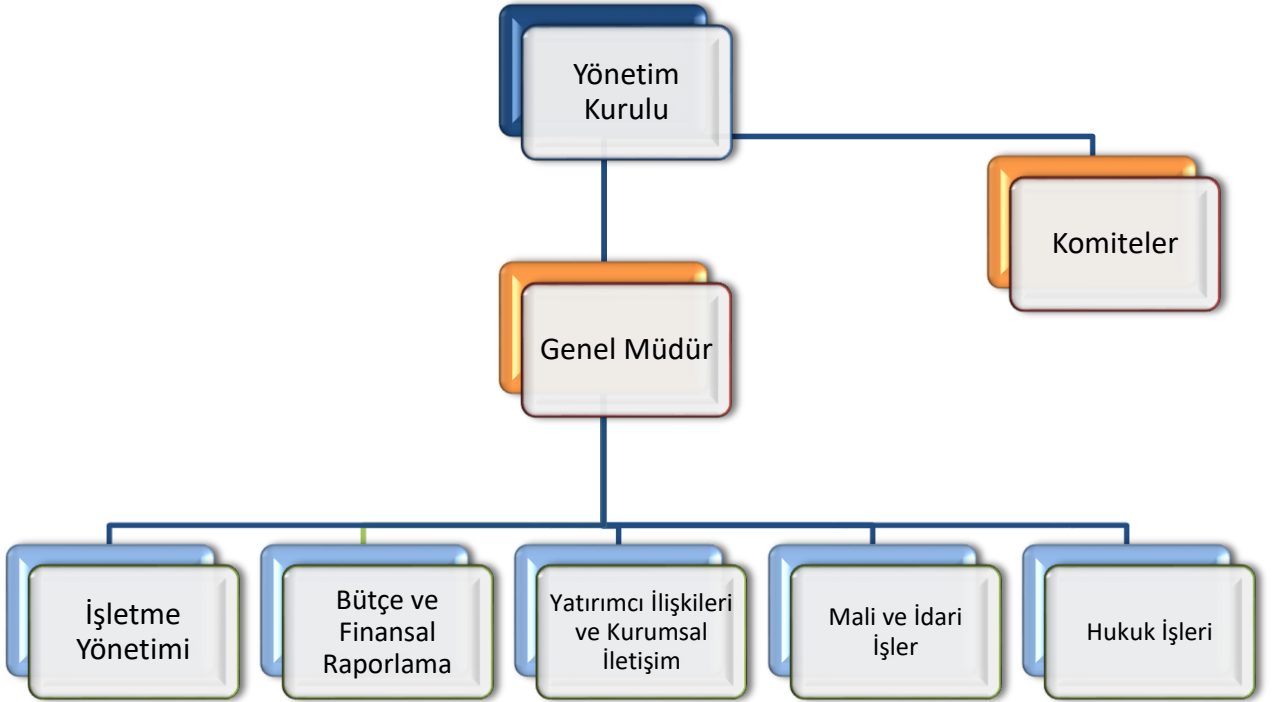 Yönetim
Kurulu
Komiteler
Genel Müdür
İşletme
Yönetimi
Bütçe ve
Finansal
Raporlama
Yatırımcı İlişkileri
ve Kurumsal
İletişim
Mali ve İdari
İşler
Hukuk İşleri